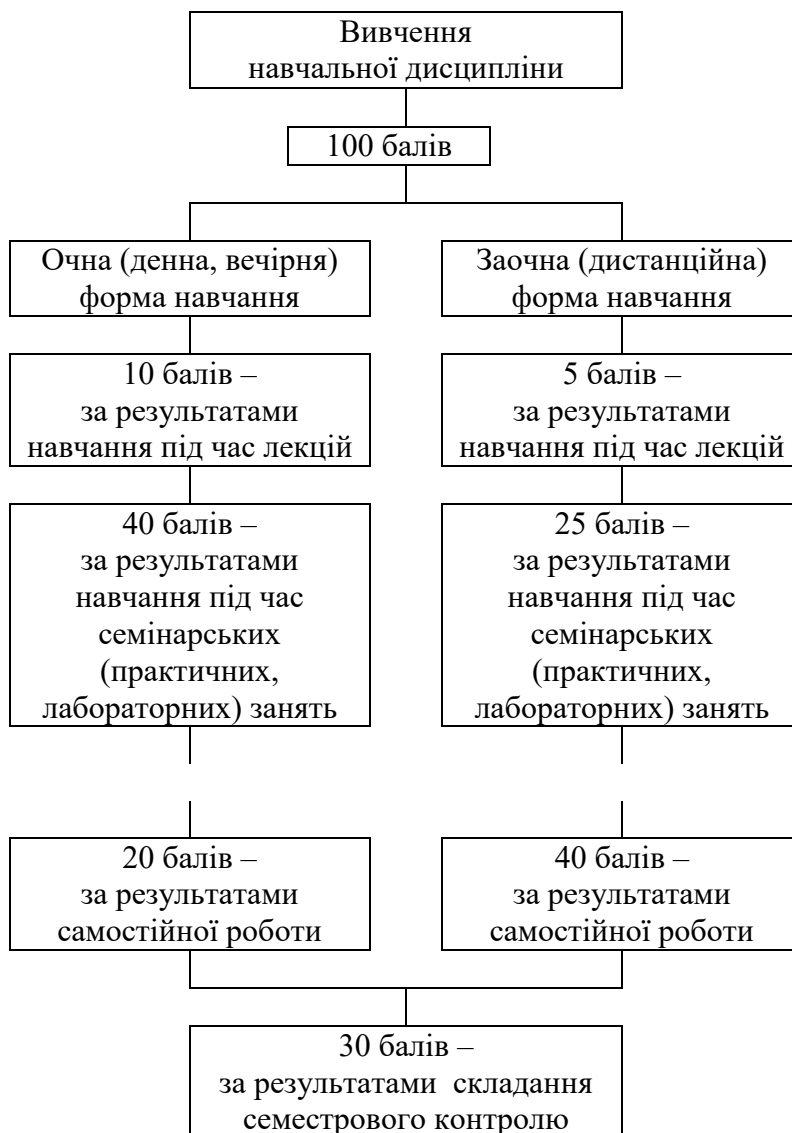 Вивчення
навчальної дисципліни
100 балів
Очна (денна, вечірня)
форма навчання
10 балів –
за результатами
навчання під час лекцій
40 балів –
за результатами
навчання під час
семінарських
(практичних,
лабораторних) занять
20 балів –
за результатами
самостійної роботи
Заочна (дистанційна)
форма навчання
5 балів –
за результатами
навчання під час лекцій
25 балів –
за результатами
навчання під час
семінарських
(практичних,
лабораторних) занять
40 балів –
за результатами
самостійної роботи
30 балів –
за результатами складання
семестрового контролю